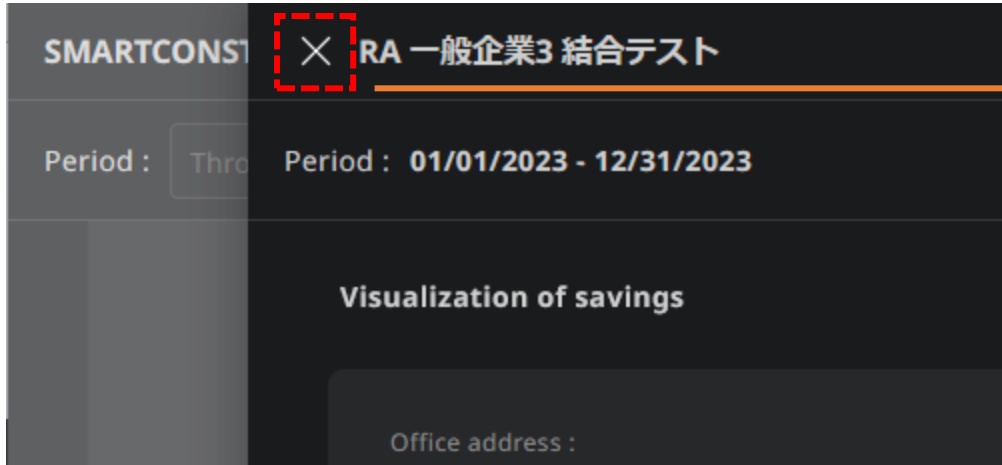 SMARTCONST
RA 一般企業3 結合テスト
Period : Thro
Period : 01/01/2023 - 12/31/2023
Visualization of savings
Office address :